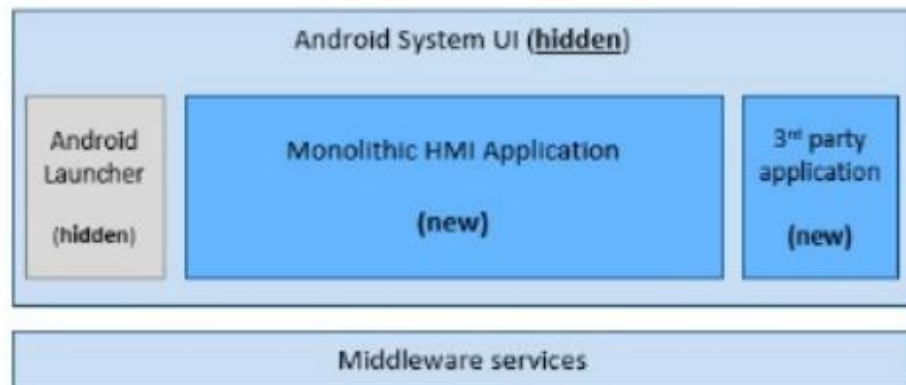 Android System UI (hidden)
Android
Launcher
(hidden)
Monolithic HMI Application
(new)
3rd party
application
(new)
Middleware services